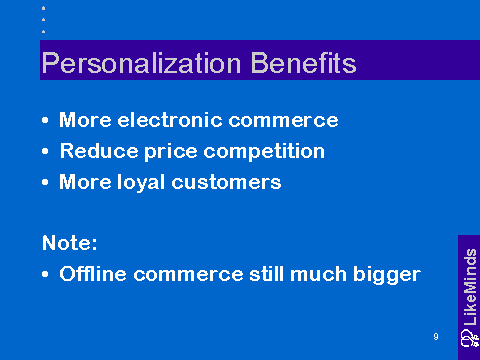 Personalization Benefits
• More electronic commerce
• Reduce price competition
• More loyal customers
Note:
• Offline commerce still much bigger
LikeMinds
9